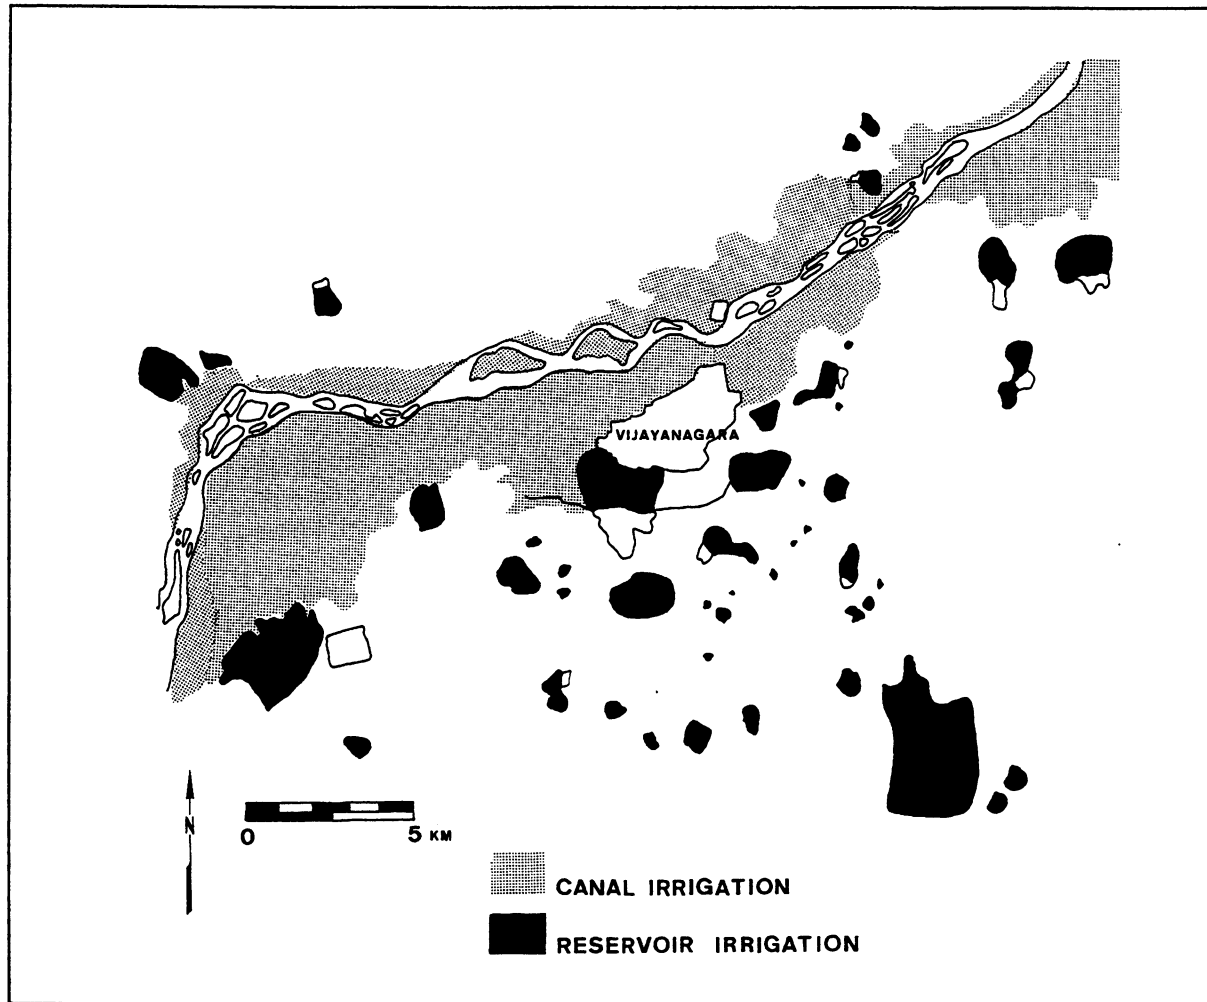 VIJAYANAGARA
N
0 5 KM
CANAL IRRIGATION
RESERVOIR IRRIGATION